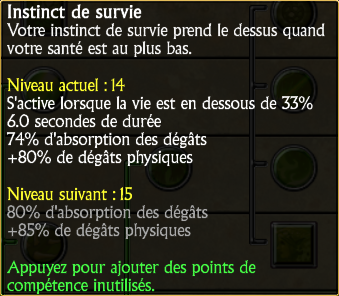 Instinct de survie
Votre instinct de survie prend le dessus quand
votre santé est au plus bas.
Niveau actuel : 14
S'active lorsque la vie est en dessous de 33%
6.0 secondes de durée
74% d'absorption des dégâts
+80% de dégâts physiques
Niveau suivant : 15
80% d'absorption des dégâts
+85% de dégâts physiques
Appuyez pour ajouter des points de
compétence inutilisés.